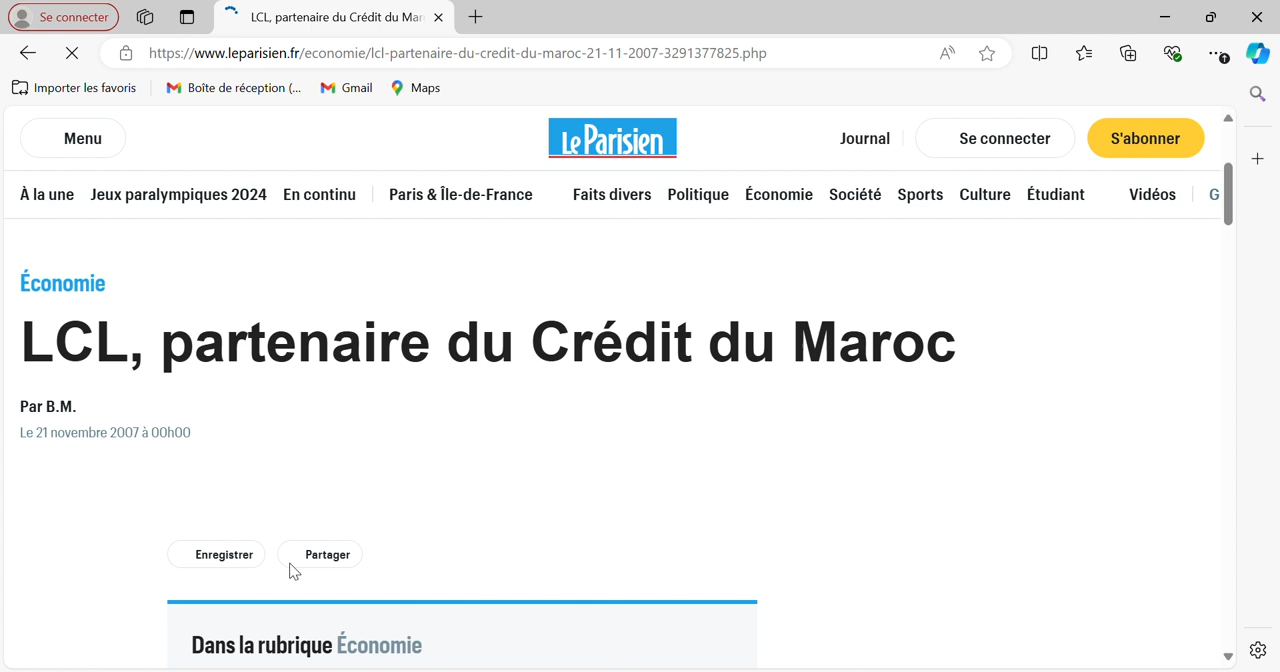 Se connecter
LCL, partenaire du Crédit du Mar
https://www.leparisien.fr/economie/lcl-partenaire-du-credit-du-maroc-21-11-2007-3291377825.php
Importer les favoris
Boîte de réception (...
Gmail
Maps
Menu
Le Parisien
Journal
Se connecter
S'abonner
À la une
Jeux paralympiques 2024
En continu
Paris & Île-de-France
Faits divers
Politique
Économie
Société
Sports
Culture
Étudiant
Vidéos
G
Économie
LCL, partenaire du Crédit du Maroc
Par B.M.
Le 21 novembre 2007 à 00h00
Enregistrer
Partager
Dans la rubrique Économie